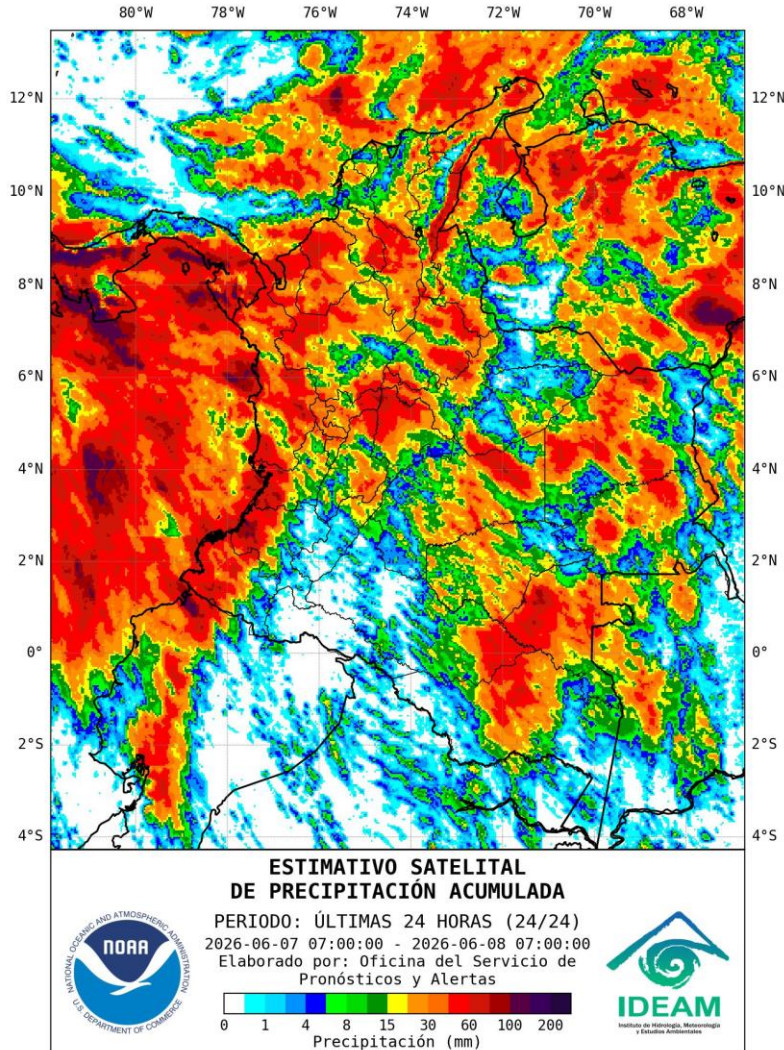 80°W 78°W 76°W 74°W 72°W 70°W 68°W
12°N 12°N
10°N 10°N
8°N 8°N
6°N 6°N
4°N 4°N
2°N 2°N
0° 0°
2°S 2°S
4°S 4°S
ESTIMATIVO SATELITAL
DE PRECIPITACIÓN ACUMULADA
PERIODO: ÚLTIMAS 24 HORAS (24/24)
2026-06-07 07:00:00 - 2026-06-08 07:00:00
Elaborado por: Oficina del Servicio de
Pronósticos y Alertas
0 1 4 8 15 30 60 100 200
Precipitación (mm)
NATIONAL OCEANIC AND ATMOSPHERIC ADMINISTRATION
NOAA
U.S. DEPARTMENT OF COMMERCE
IDEAM
Instituto de Hidrología, Meteorología
y Estudios Ambientales